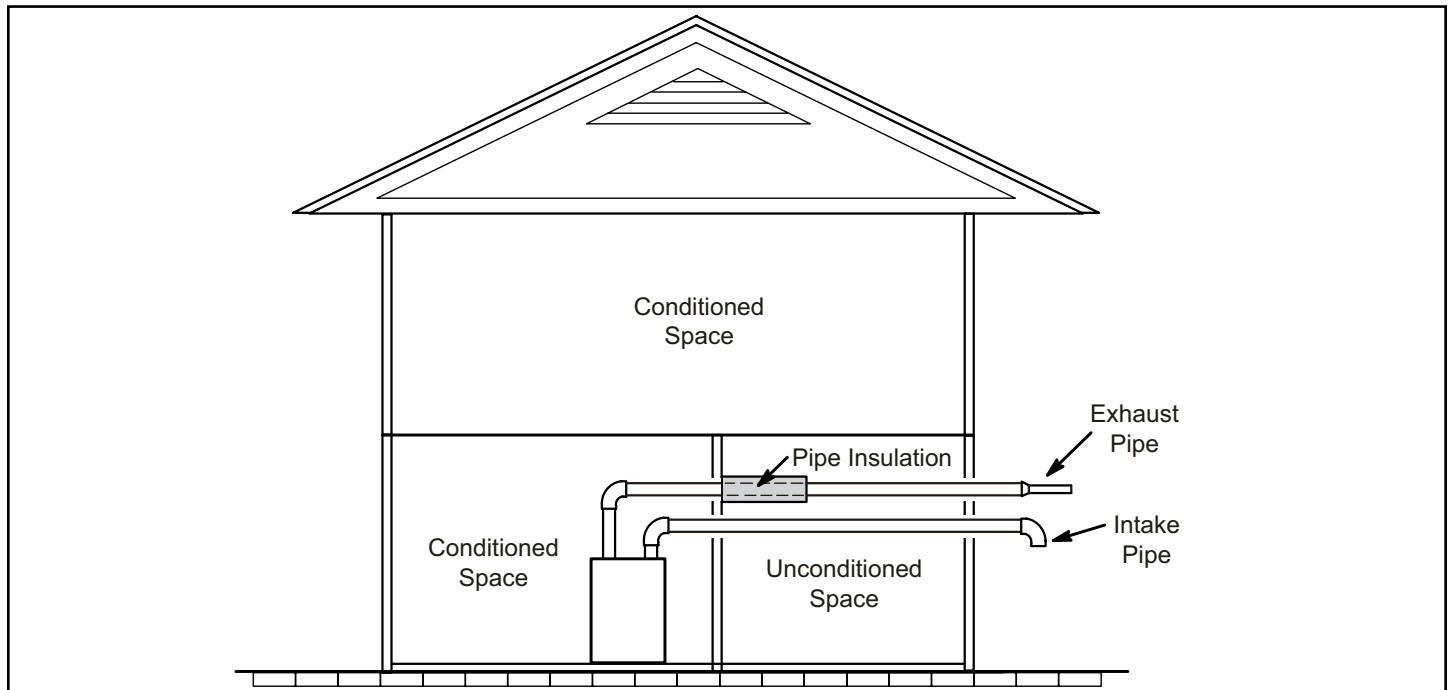 Conditioned
Space
Exhaust
Pipe
Pipe Insulation
Intake
Pipe
Conditioned
Space
Unconditioned
Space